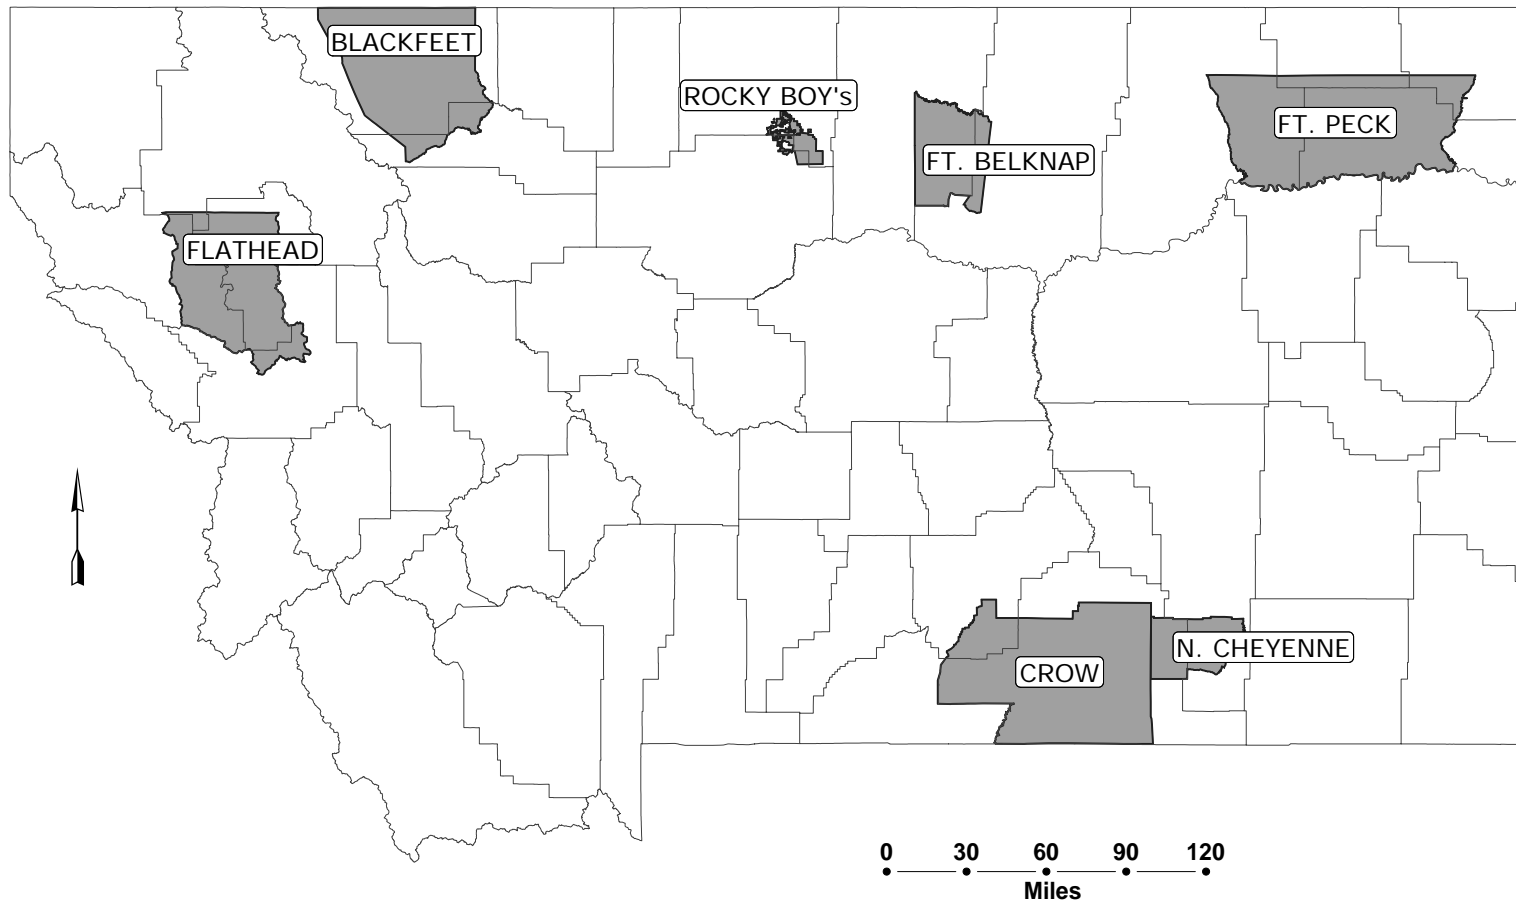 BLACKFEET
ROCKY BOY's
FT. PECK
FT. BELKNAP
FLATHEAD
N. CHEYENNE
CROW
0 30 60 90 120
Miles